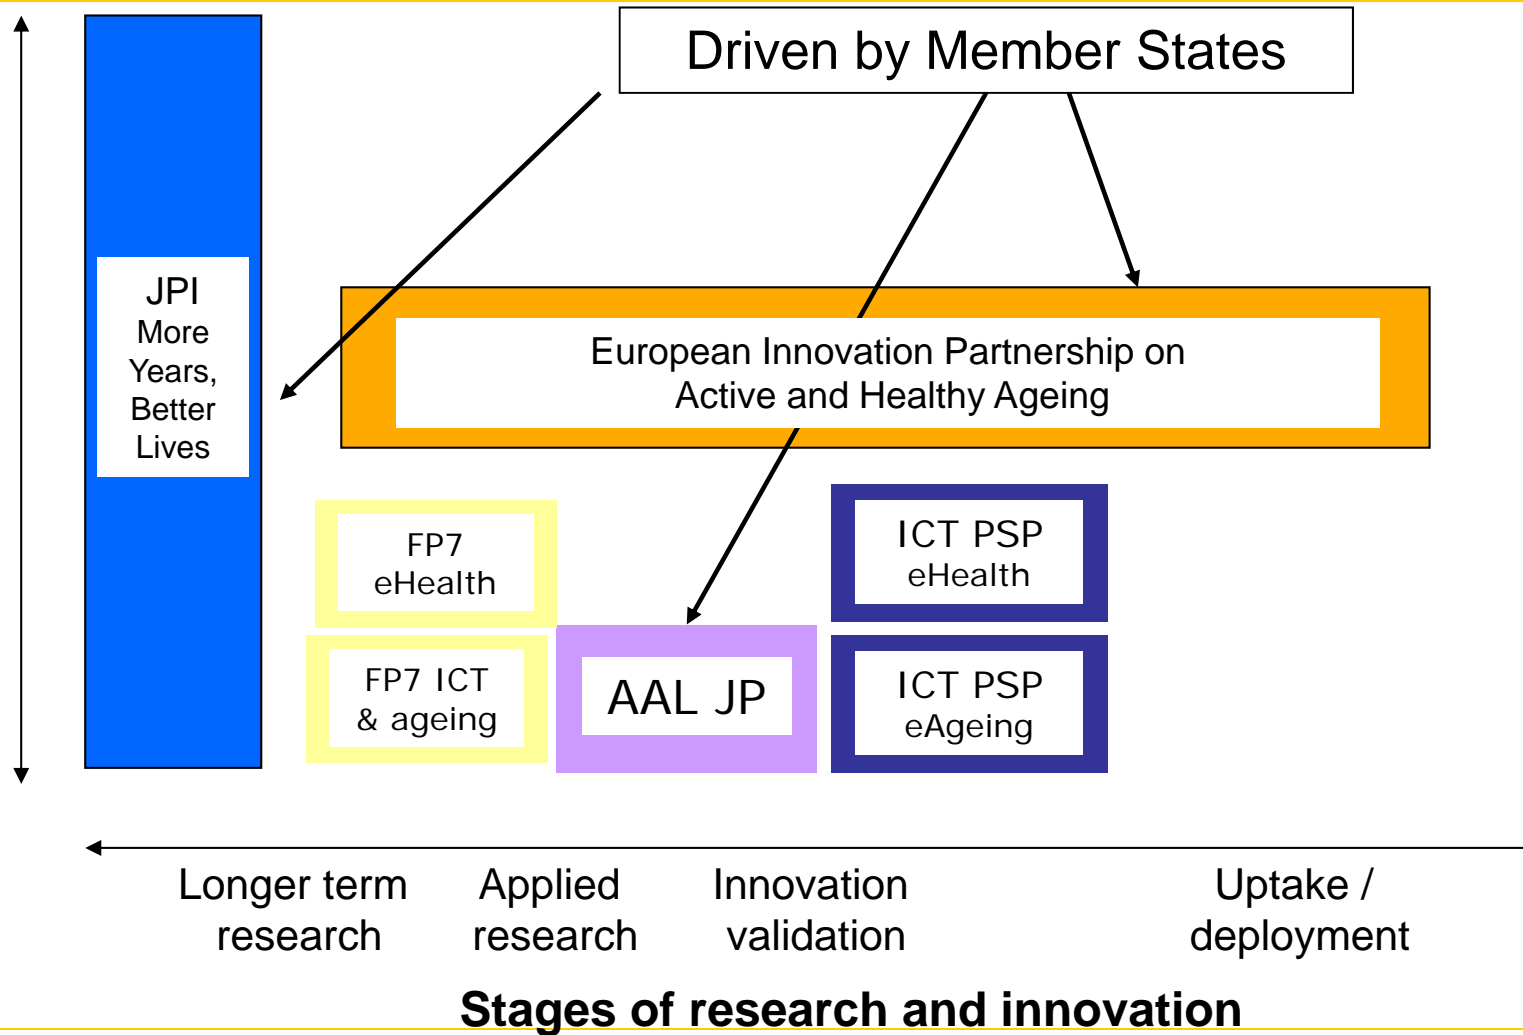 Driven by Member States
JPI
More
Years,
Better
Lives
European Innovation Partnership on
Active and Healthy Ageing
FP7
eHealth
ICT PSP
eHealth
FP7 ICT
& ageing
AAL JP
ICT PSP
eAgeing
Longer term
research
Applied
research
Innovation
validation
Uptake /
deployment
Stages of research and innovation